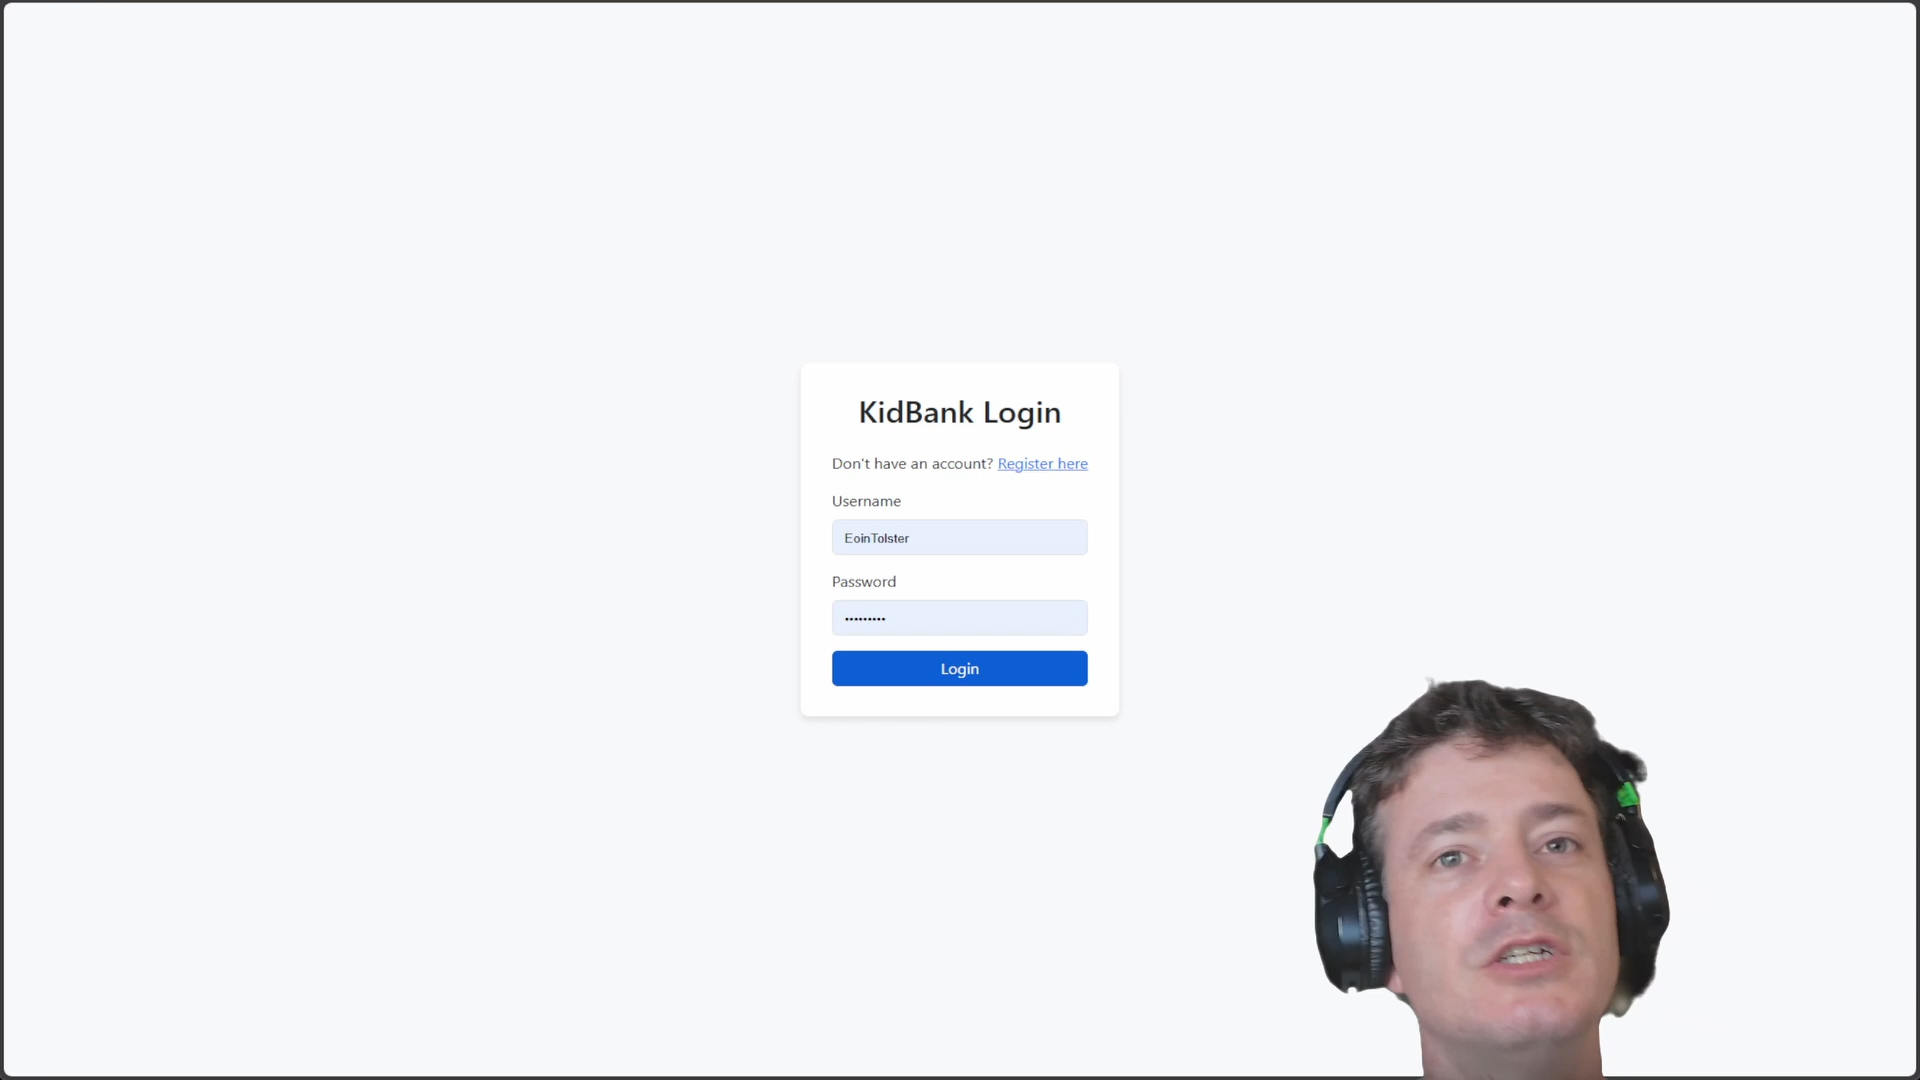 KidBank Login
Don't have an account? Register here
Username
EoinTolster
Password
•••••••••
Login